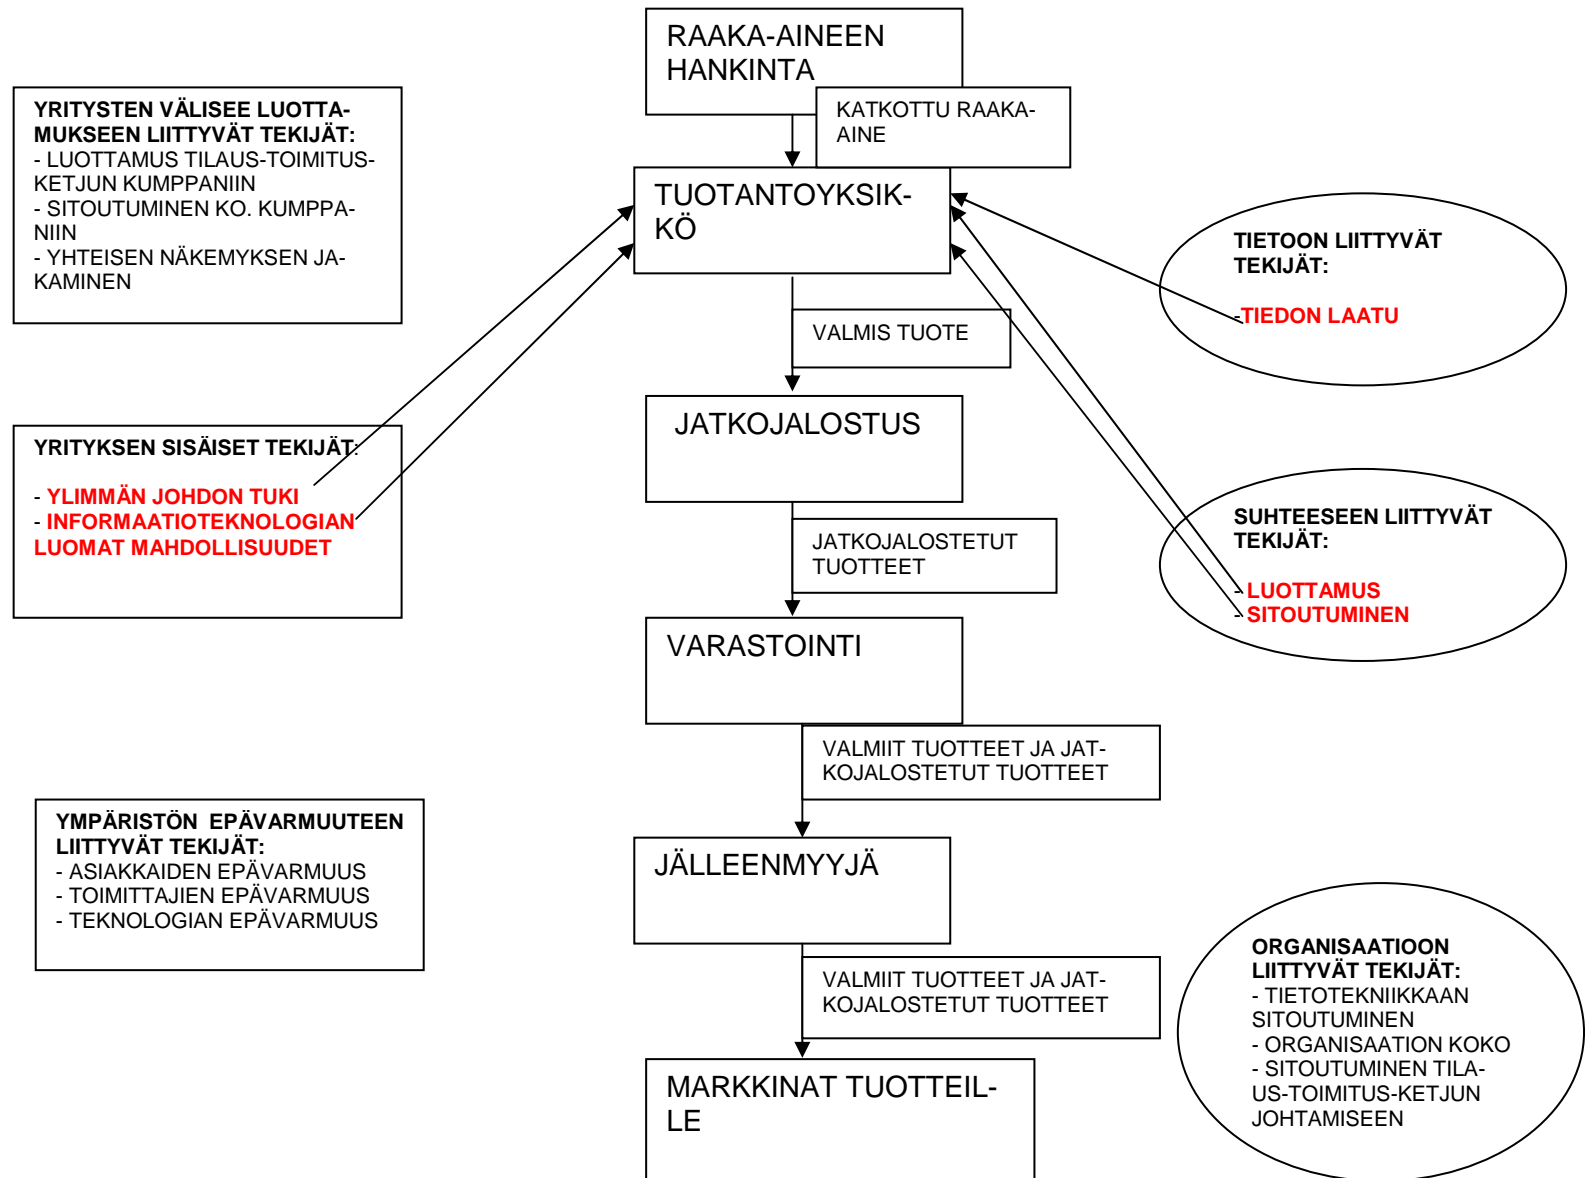 RAAKA-AINEEN
HANKINTA
KATKOTTU RAAKA-
AINE
YRITYSTEN VÄLISEE LUOTTA-
MUKSEEN LIITTYVÄT TEKIJÄT:
- LUOTTAMUS TILAUS-TOIMITUS-
KETJUN KUMPPANIIN
- SITOUTUMINEN KO. KUMPPA-
NIIN
- YHTEISEN NÄKEMYKSEN JA-
KAMINEN
TUOTANTOYKSIK-
KÖ
TIETOON LIITTYVÄT
TEKIJÄT:
-TIEDON LAATU
VALMIS TUOTE
JATKOJALOSTUS
YRITYKSEN SISÄISET TEKIJÄT:
- YLIMMÄN JOHDON TUKI
- INFORMAATIOTEKNOLOGIAN
LUOMAT MAHDOLLISUUDET
JATKOJALOSTETUT
TUOTTEET
SUHTEESEEN LIITTYVÄT
TEKIJÄT:
- LUOTTAMUS
- SITOUTUMINEN
VARASTOINTI
VALMIIT TUOTTEET JA JAT-
KOJALOSTETUT TUOTTEET
YMPÄRISTÖN  EPÄVARMUUTEEN
LIITTYVÄT TEKIJÄT:
- ASIAKKAIDEN EPÄVARMUUS
- TOIMITTAJIEN EPÄVARMUUS
- TEKNOLOGIAN EPÄVARMUUS
JÄLLEENMYYJÄ
VALMIIT TUOTTEET JA JAT-
KOJALOSTETUT TUOTTEET
ORGANISAATIOON
LIITTYVÄT TEKIJÄT:
- TIETOTEKNIIKKAAN
SITOUTUMINEN
- ORGANISAATION KOKO
- SITOUTUMINEN TILA-
US-TOIMITUS-KETJUN
JOHTAMISEEN
MARKKINAT TUOTTEIL-
LE